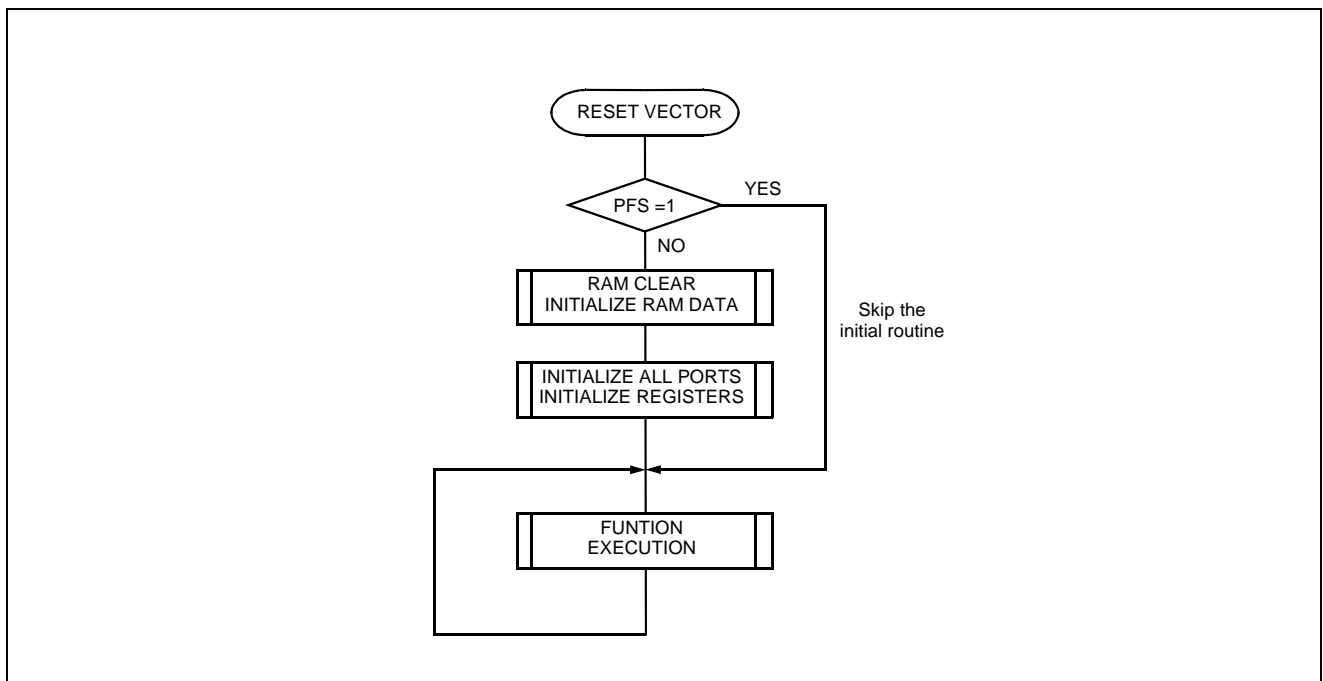 RESET VECTOR
PFS =1
YES
NO
RAM CLEAR
INITIALIZE RAM DATA
Skip the
initial routine
INITIALIZE ALL PORTS
INITIALIZE REGISTERS
FUNTION
EXECUTION